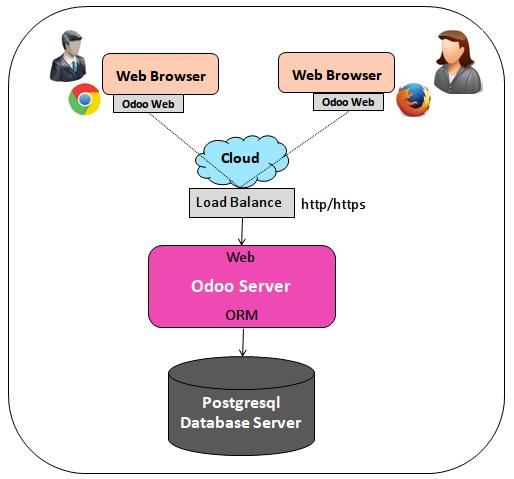 Web Browser
Odoo Web
Web Browser
Odoo Web
Cloud
Load Balance
http/https
Web
Odoo Server
ORM
Postgresql
Database Server